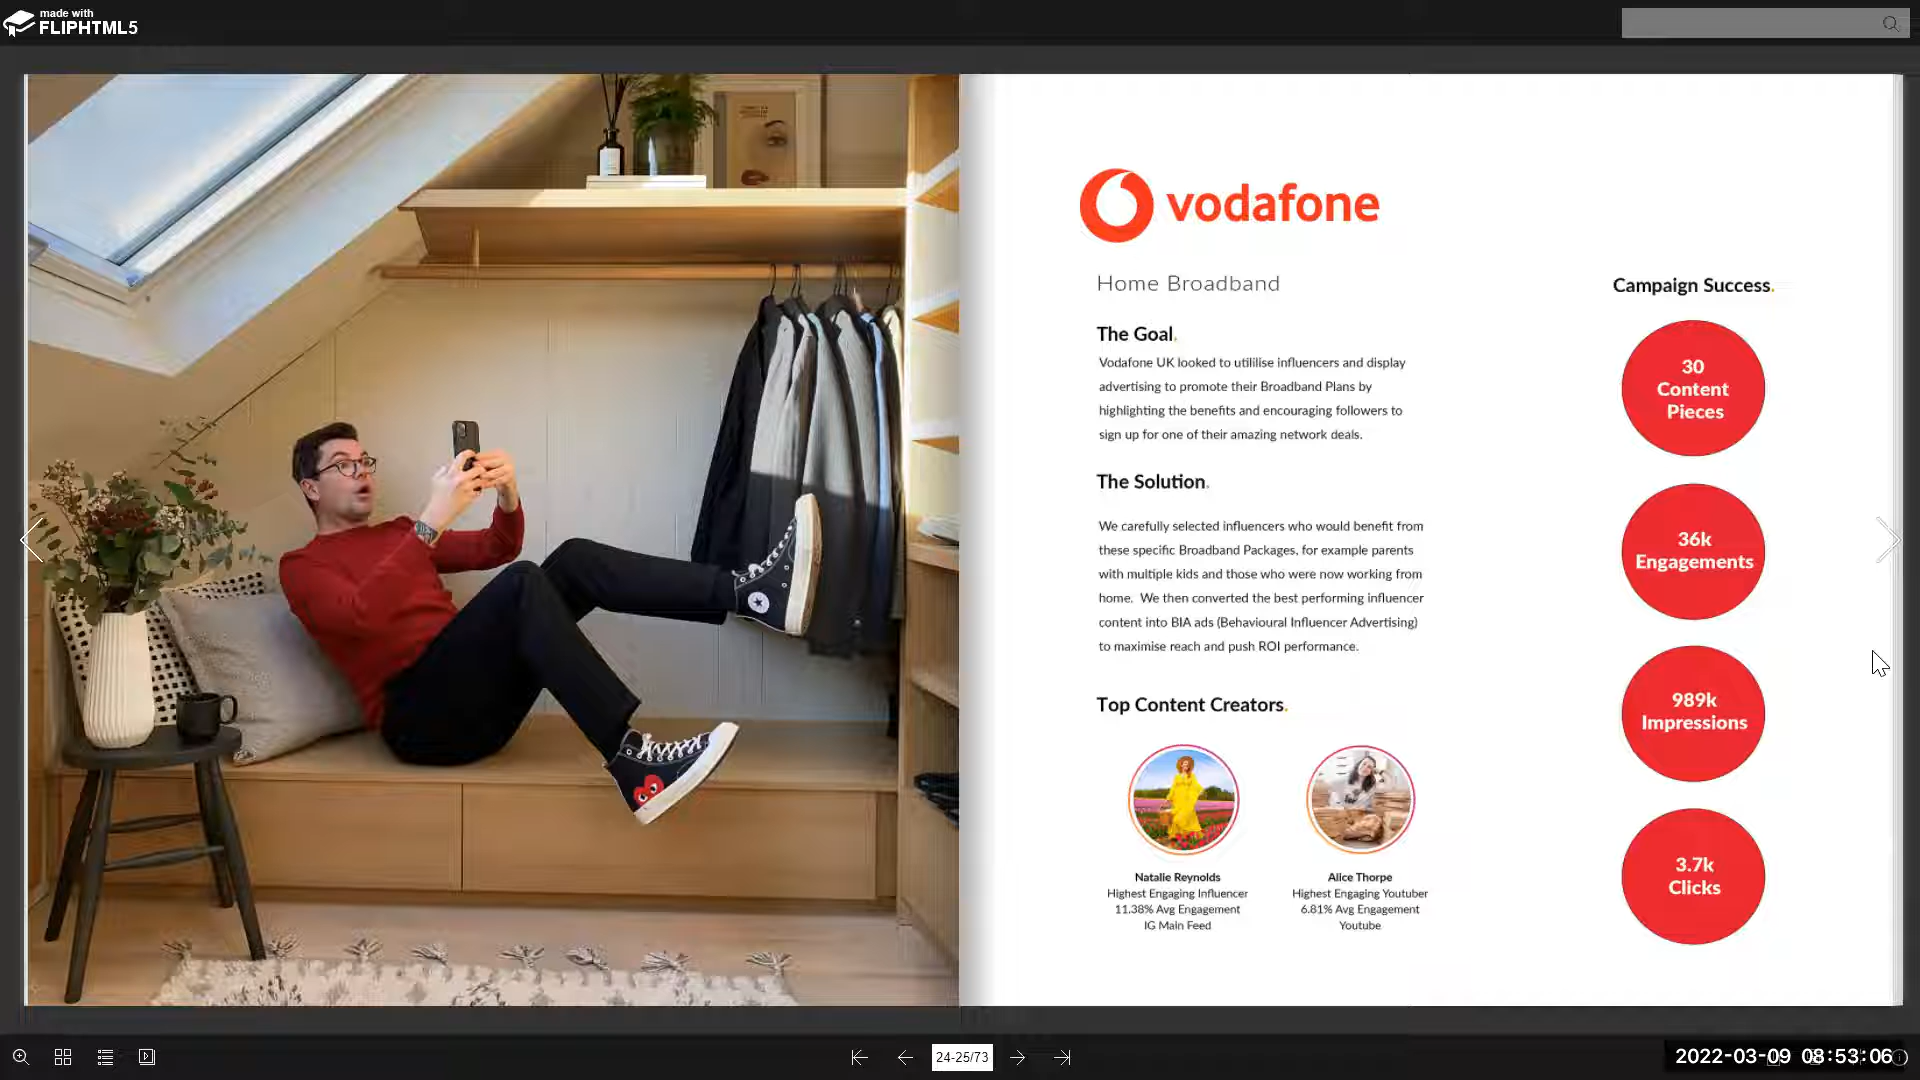 made with
FLIPHTML5
vodafone
Home Broadband
The Goal.
Vodafone UK looked to utililise influencers and display
advertising to promote their Broadband Plans by
highlighting the benefits and encouraging followers to
sign up for one of their amazing network deals.
The Solution.
We carefully selected influencers who would benefit from
these specific Broadband Packages, for example parents
with multiple kids and those who were now working from
home. We then converted the best performing influencer
content into BIA ads (Behavioural Influencer Advertising)
to maximise reach and push ROI performance.
Top Content Creators.
Natalie Reynolds
Highest Engaging Influencer
11.38% Avg Engagement
IG Main Feed
Alice Thorpe
Highest Engaging Youtuber
6.81% Avg Engagement
Youtube
Campaign Success.
30
Content
Pieces
36k
Engagements
989k
Impressions
3.7k
Clicks
24-25/73
2022-03-09 08:53:06